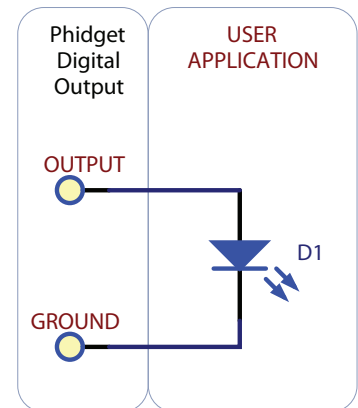 Phidget
Digital
Output
USER
APPLICATION
OUTPUT
D1
GROUND